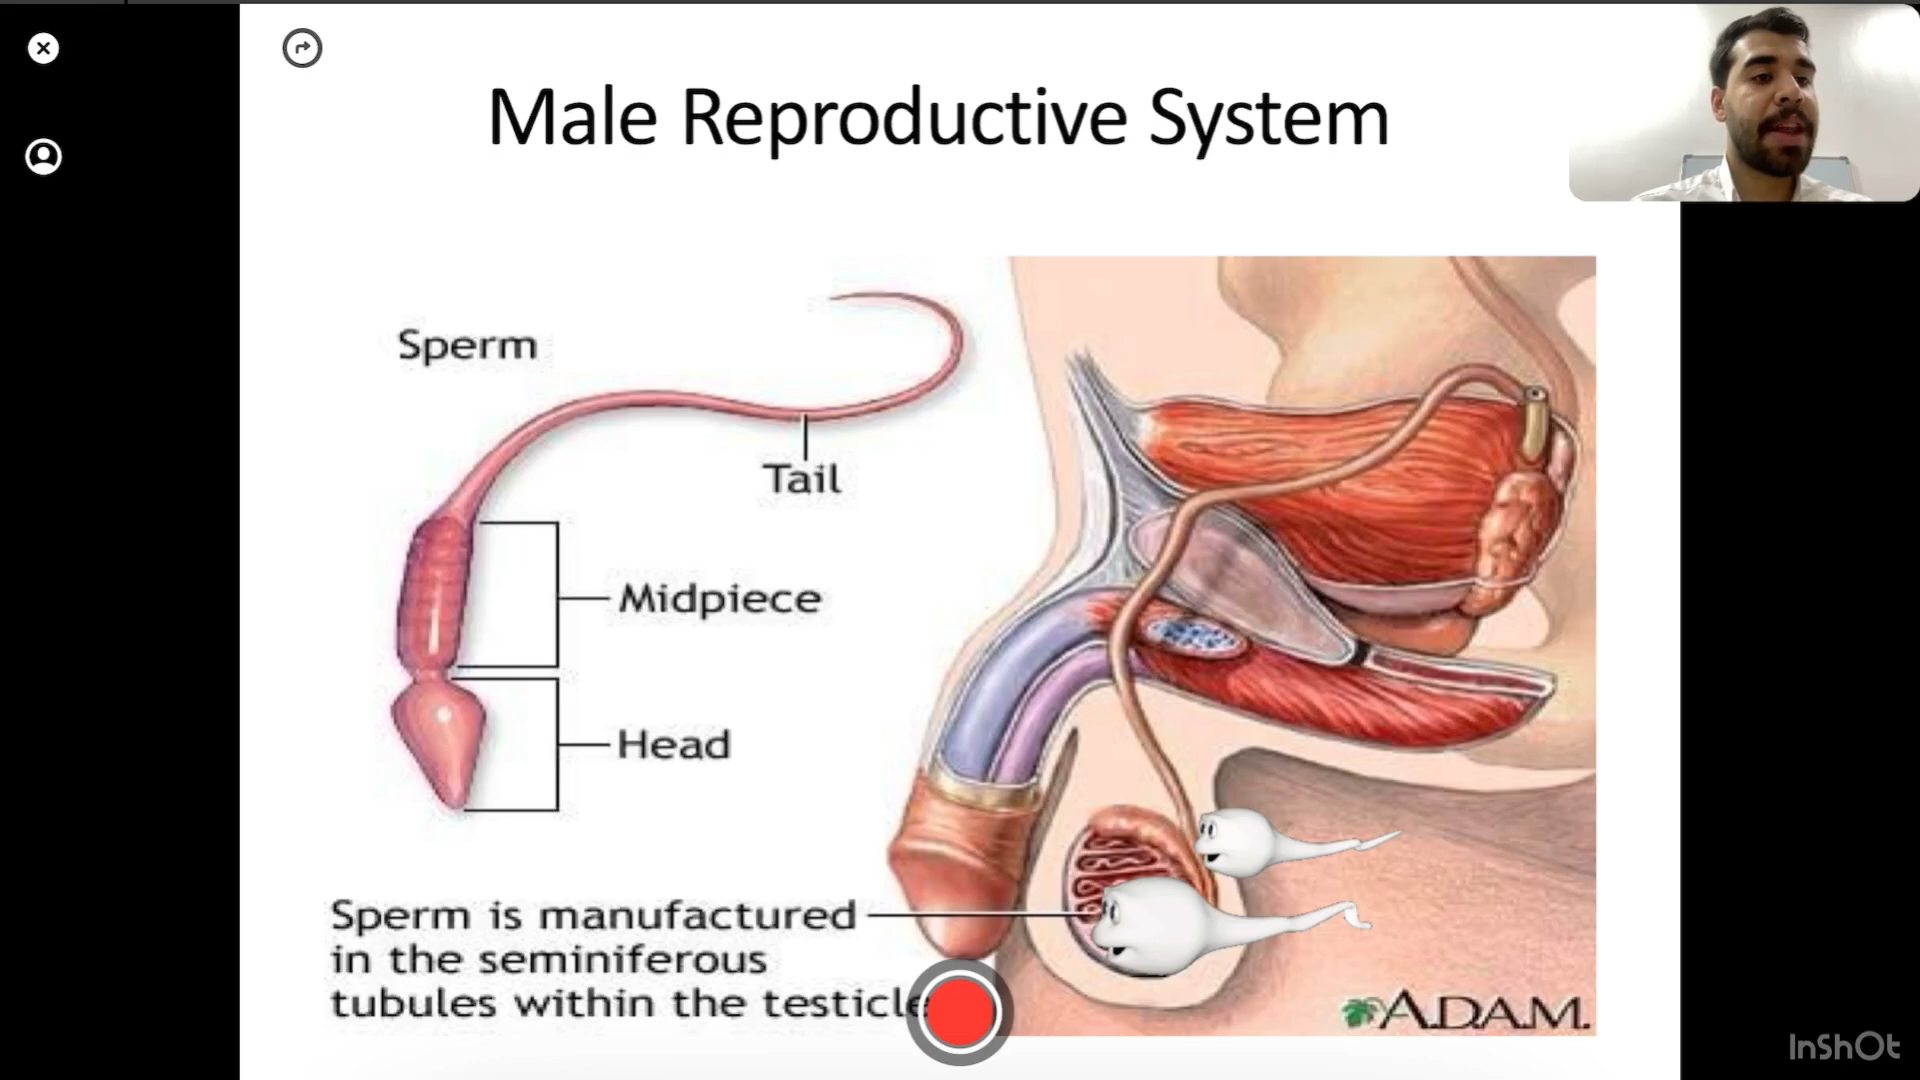 Male Reproductive System
Sperm
Tail
Midpiece
Head
Sperm is manufactured
in the seminiferous
tubules within the testicle
A.D.A.M.
InShOt